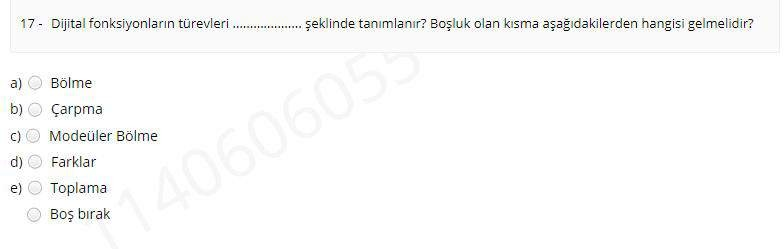 17 - Dijital fonksiyonların türevleri .................... şeklinde tanımlanır? Boşluk olan kısma aşağıdakilerden hangisi gelmelidir?
a) Bölme
b) Çarpma
c) Modeüler Bölme
d) Farklar
e) Toplama
Boş bırak
1140606055